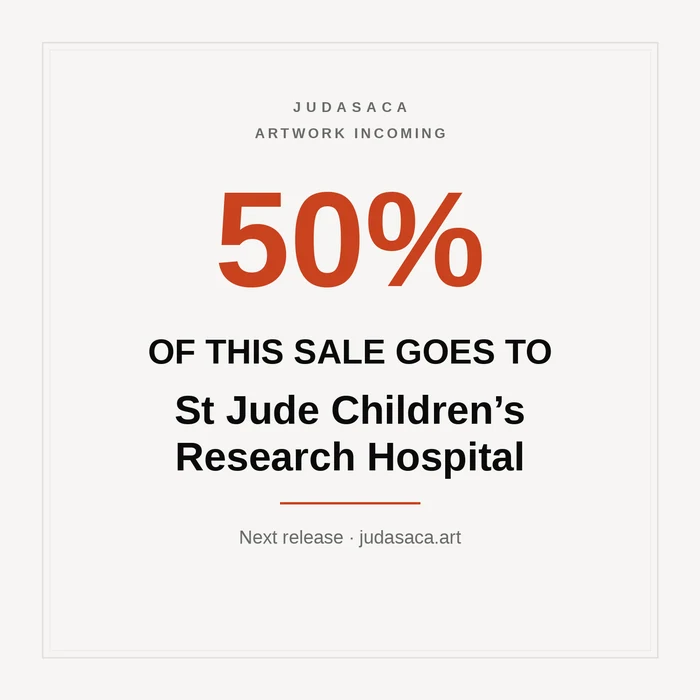 JUDASACA
ARTWORK INCOMING
50%
OF THIS SALE GOES TO
St Jude Children’s
Research Hospital
Next release · judasaca.art